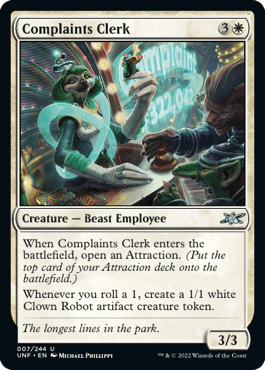 Complaints Clerk
3
Complaint
322,042
Creature — Beast Employee
When Complaints Clerk enters the
battlefield, open an Attraction. (Put the
top card of your Attraction deck onto the
battlefield.)
Whenever you roll a 1, create a 1/1 white
Clown Robot artifact creature token.
The longest lines in the park.
3/3
007/244 U
UNF • EN MICHAEL PHILLIPPI
™ & © 2022 Wizards of the Coast